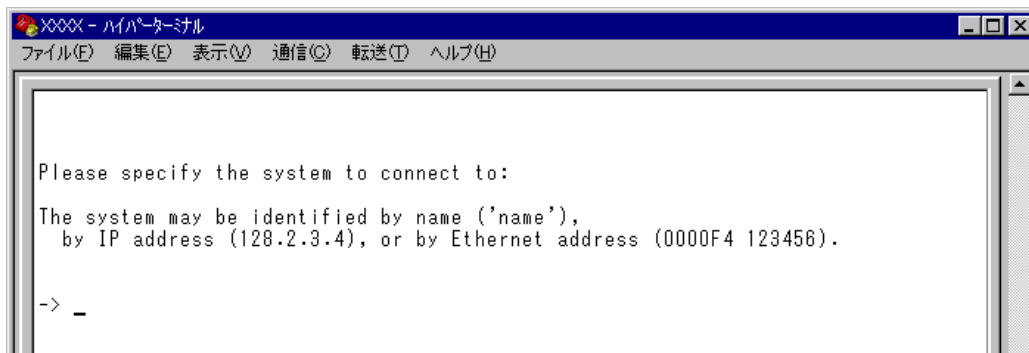 XXXX - ﾊｲﾊﾟｰﾀｰﾐﾅﾙ
ファイル(F) 編集(E) 表示(V) 通信(C) 転送(T) ヘルプ(H)
Please specify the system to connect to:
The system may be identified by name ('name'),
by IP address (128.2.3.4), or by Ethernet address (0000F4 123456).
-> _